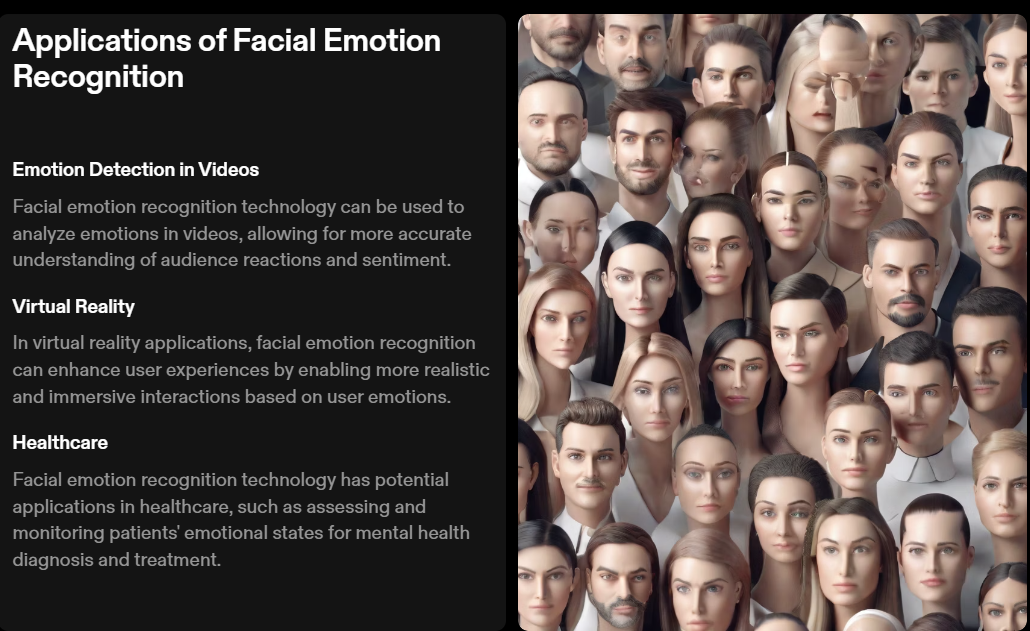 Applications of Facial Emotion
Recognition
Emotion Detection in Videos
Facial emotion recognition technology can be used to
analyze emotions in videos, allowing for more accurate
understanding of audience reactions and sentiment.
Virtual Reality
In virtual reality applications, facial emotion recognition
can enhance user experiences by enabling more realistic
and immersive interactions based on user emotions.
Healthcare
Facial emotion recognition technology has potential
applications in healthcare, such as assessing and
monitoring patients' emotional states for mental health
diagnosis and treatment.